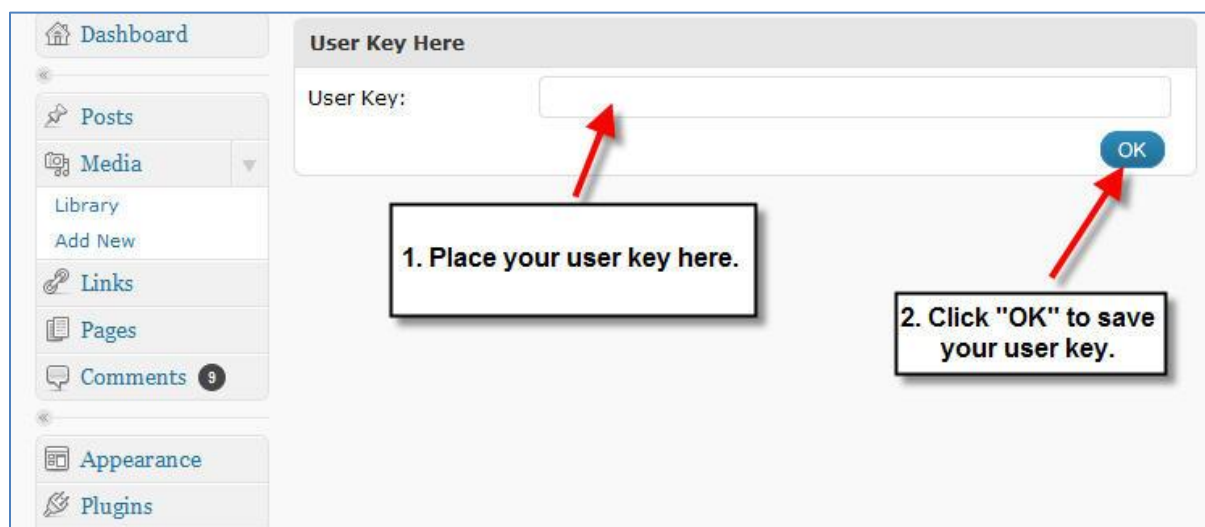 Dashboard
Posts
Media
Library
Add New
Links
Pages
Comments 9
Appearance
Plugins
User Key Here
User Key:
OK
1. Place your user key here.
2. Click "OK" to save
your user key.